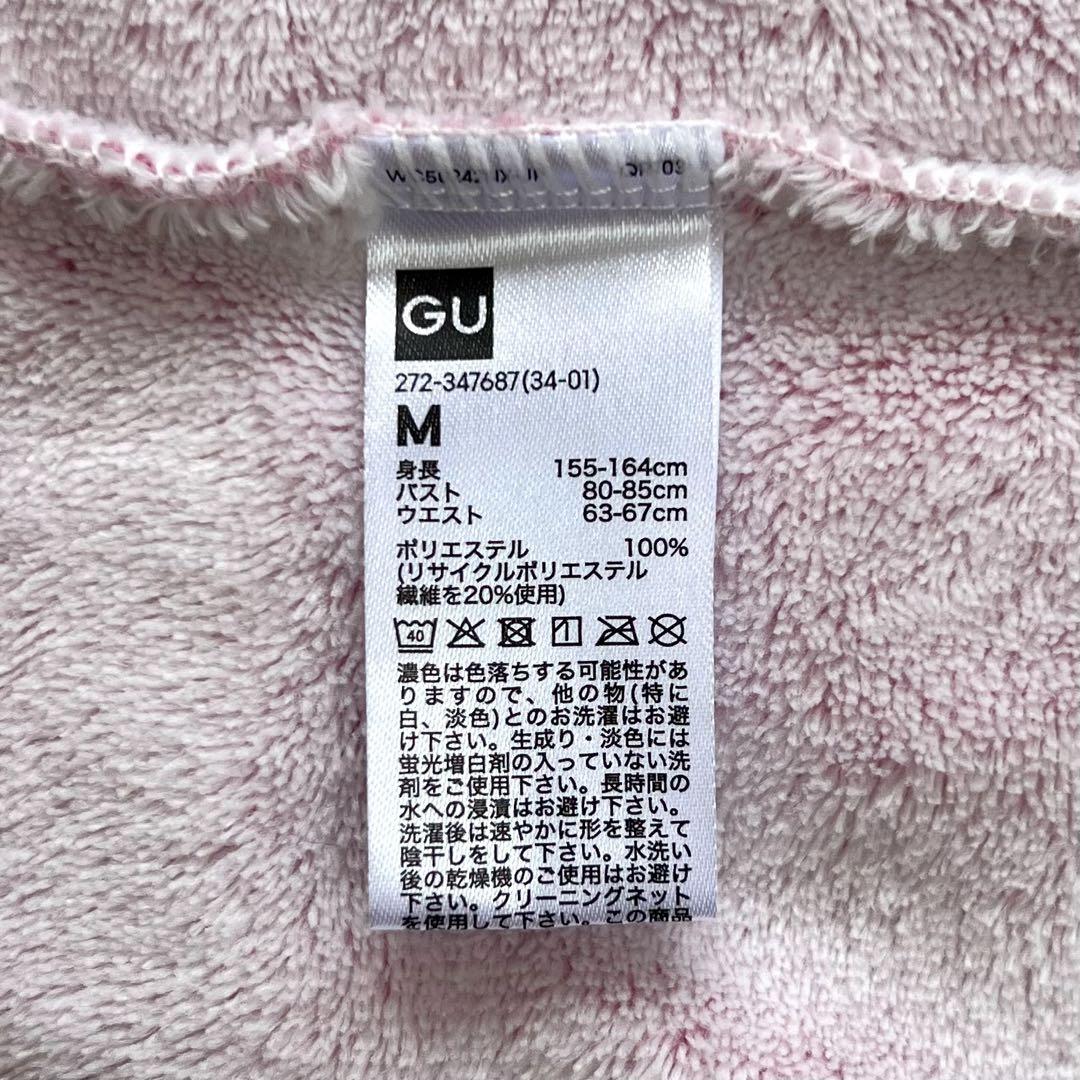 GU
272-347687(34-01)
M
身長 155-164cm
バスト 80-85cm
ウエスト 63-67cm
ポリエステル 100%
(リサイクルポリエステル
繊維を20%使用)
40
濃色は色落ちする可能性があ
りますので、他の物(特に
白、淡色)とのお洗濯はお避
け下さい。生成り・淡色には
蛍光増白剤の入っていない洗
剤をご使用下さい。長時間の
水への浸漬はお避け下さい。
洗濯後は速やかに形を整えて
陰干しをして下さい。水洗い
後の乾燥機のご使用はお避け
下さい。クリーニングネット
を使用して下さい。この商品